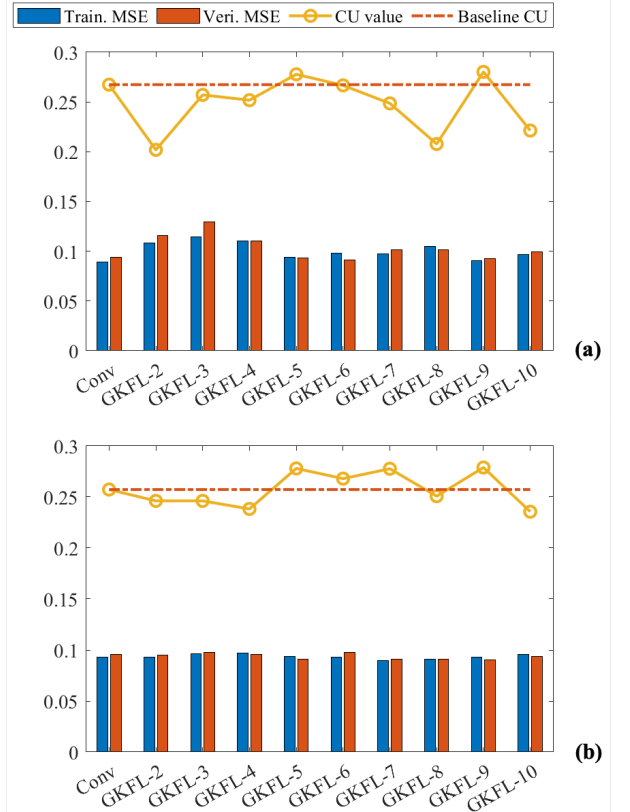 Train. MSE Veri. MSE CU value Baseline CU
0.3
0.25
0.2
0.15
0.1
0.05
0
Conv GKFL-2 GKFL-3 GKFL-4 GKFL-5 GKFL-6 GKFL-7 GKFL-8 GKFL-9 GKFL-10
(a)
0.3
0.25
0.2
0.15
0.1
0.05
0
Conv GKFL-2 GKFL-3 GKFL-4 GKFL-5 GKFL-6 GKFL-7 GKFL-8 GKFL-9 GKFL-10
(b)